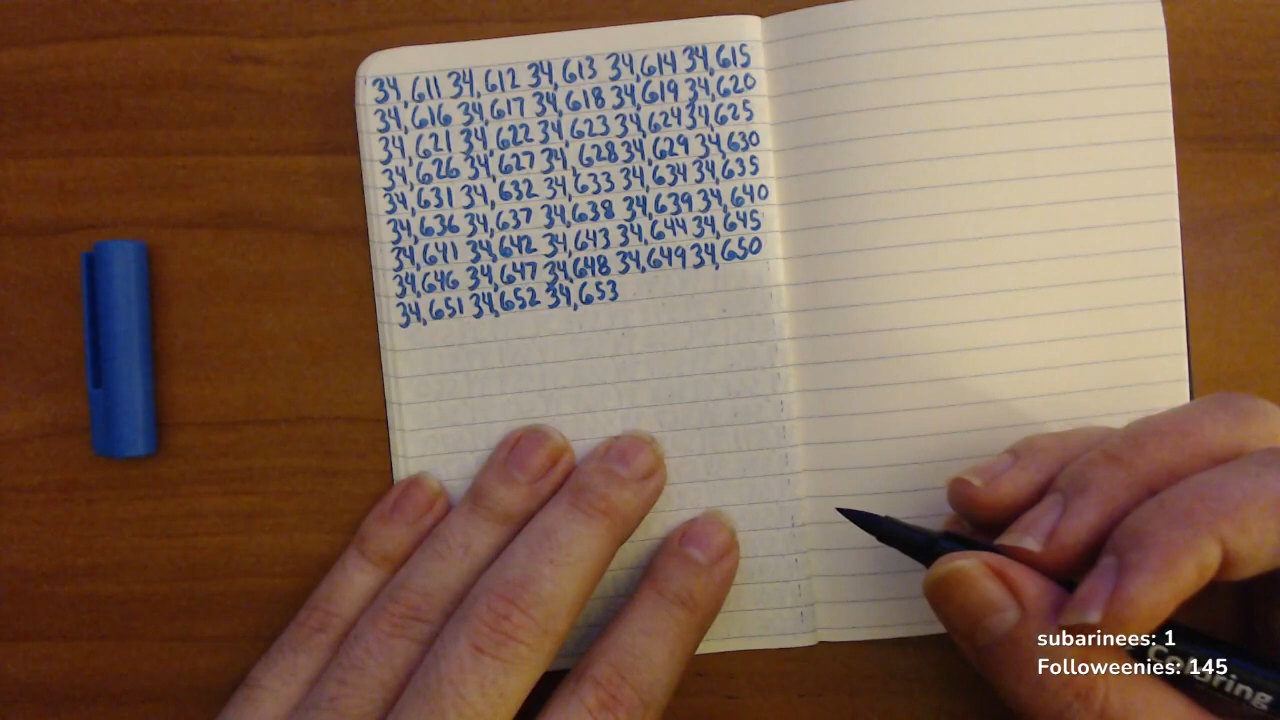 34,611 34,612 34,613 34,614 34,615
34,616 34,617 34,618 34,619 34,620
34,621 34,622 34,623 34,624 34,625
34,626 34,627 34,628 34,629 34,630
34,631 34,632 34,633 34,634 34,635
34,636 34,637 34,638 34,639 34,640
34,641 34,642 34,643 34,644 34,645
34,646 34,647 34,648 34,649 34,650
34,651 34,652 34,653
subarinees: 1
Followeenies: 145